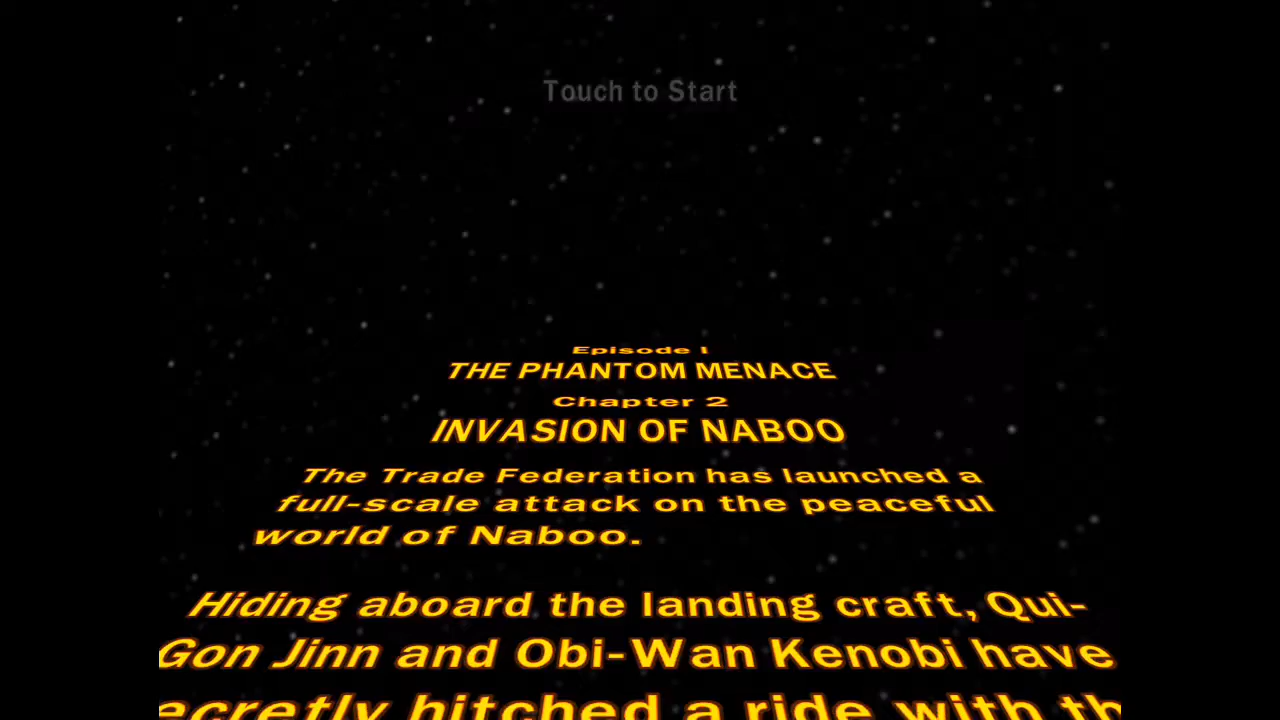 Touch to Start
Episode I
THE PHANTOM MENACE
Chapter 2
INVASION OF NABOO
The Trade Federation has launched a
full-scale attack on the peaceful
world of Naboo.
Hiding aboard the landing craft, Qui-
Gon Jinn and Obi-Wan Kenobi have
ecretly hitched a ride with th